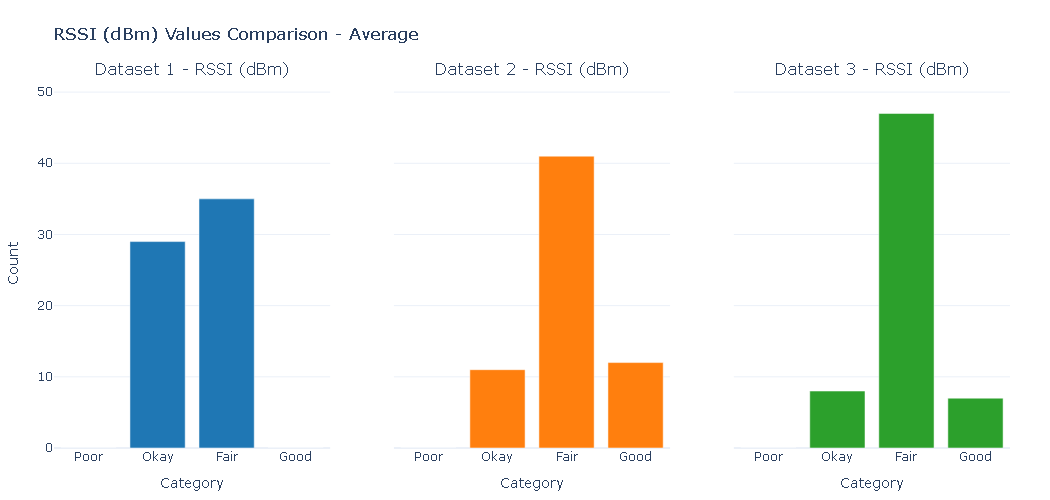 RSSI (dBm) Values Comparison - Average
Dataset 1 - RSSI (dBm)
Dataset 2 - RSSI (dBm)
Dataset 3 - RSSI (dBm)
Count
50
40
30
20
10
0
Poor Okay Fair Good
Poor Okay Fair Good
Poor Okay Fair Good
Category
Category
Category